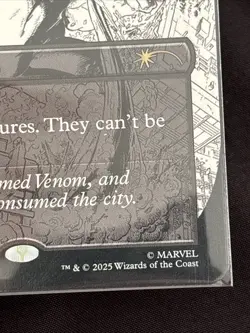 ures. They can't be
med Venom, and
onsumed the city.
© MARVEL
™ & © 2025 Wizards of the Coast